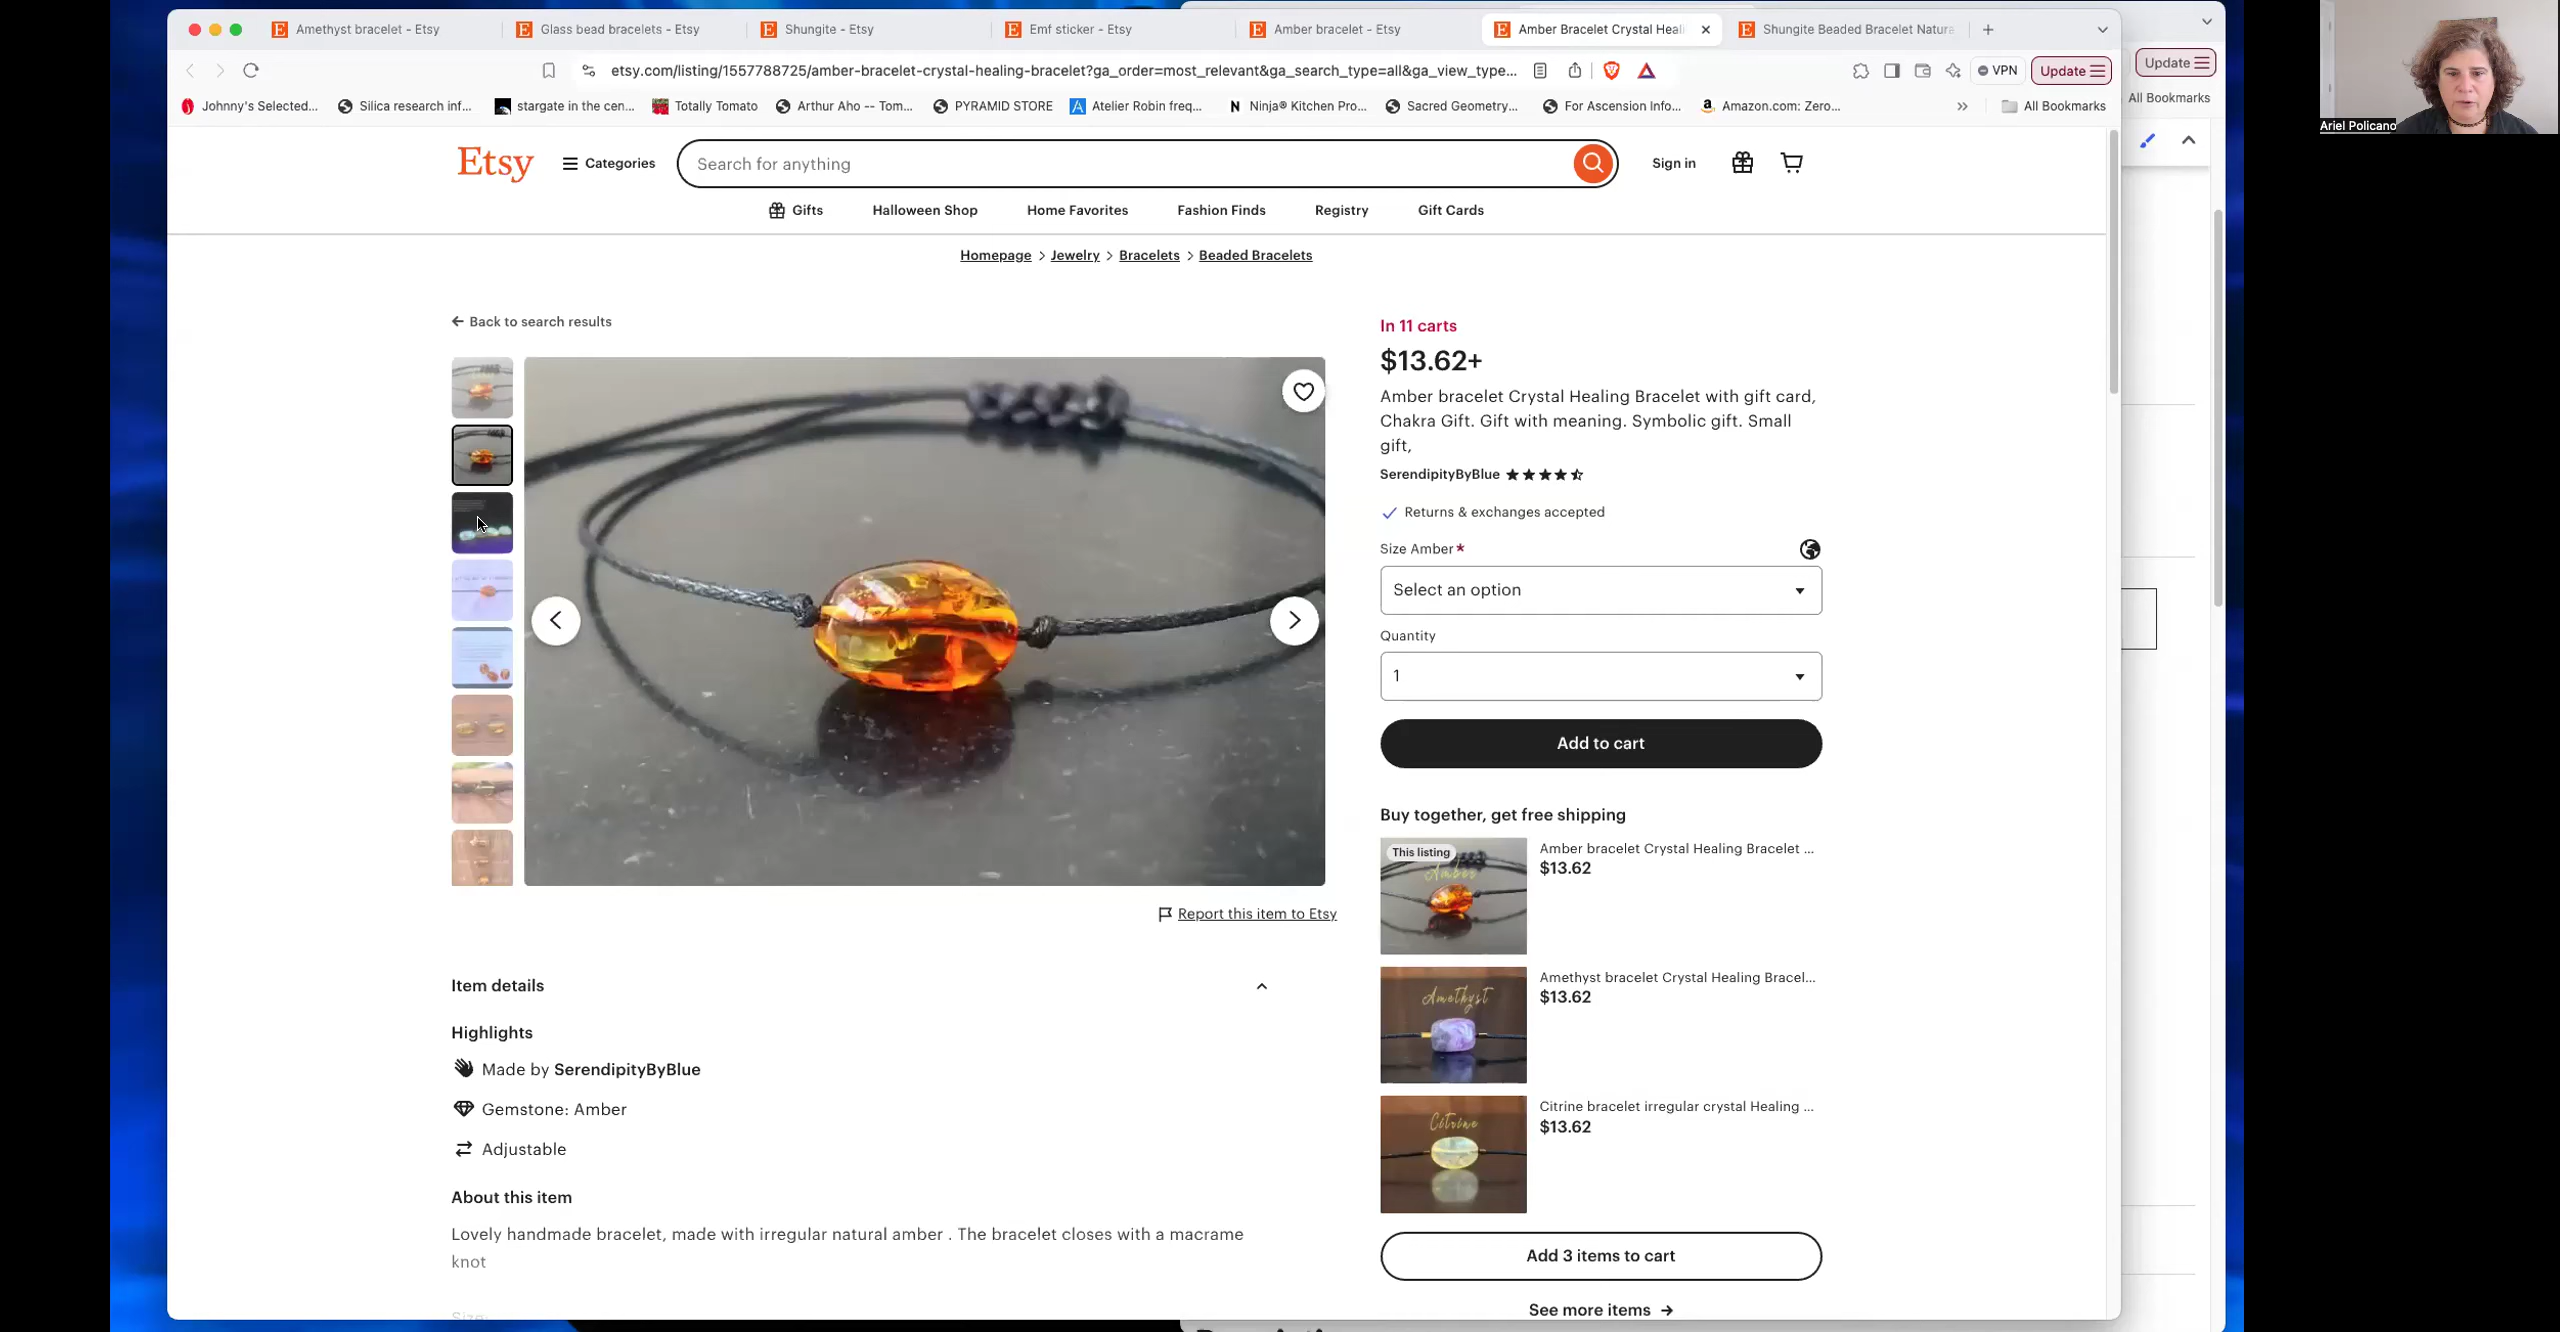 Amethyst bracelet - Etsy
Glass bead bracelets - Etsy
Shungite - Etsy
Emf sticker - Etsy
Amber bracelet - Etsy
Amber Bracelet Crystal Heali
Shungite Beaded Bracelet Natura
etsy.com/listing/1557788725/amber-bracelet-crystal-healing-bracelet?ga_order=most_relevant&ga_search_type=all&ga_view_type...
VPN
Update
Update
Johnny's Selected...
Silica research inf...
stargate in the cen...
Totally Tomato
Arthur Aho -- Tom...
PYRAMID STORE
Atelier Robin freq...
Ninja® Kitchen Pro...
Sacred Geometry...
For Ascension Info...
Amazon.com: Zero...
»
All Bookmarks
All Bookmarks
Ariel Policano
Etsy
Categories
Search for anything
Sign in
Gifts
Halloween Shop
Home Favorites
Fashion Finds
Registry
Gift Cards
Homepage > Jewelry > Bracelets > Beaded Bracelets
Back to search results
In 11 carts
$13.62+
Amber bracelet Crystal Healing Bracelet with gift card,
Chakra Gift. Gift with meaning. Symbolic gift. Small
gift,
SerendipityByBlue
Returns & exchanges accepted
Size Amber*
Select an option
Quantity
1
Add to cart
Buy together, get free shipping
This listing
Amber
Amber bracelet Crystal Healing Bracelet ...
$13.62
Amethyst
Amethyst bracelet Crystal Healing Bracel...
$13.62
Citrine
Citrine bracelet irregular crystal Healing ...
$13.62
Add 3 items to cart
See more items
Report this item to Etsy
Item details
Highlights
Made by SerendipityByBlue
Gemstone: Amber
Adjustable
About this item
Lovely handmade bracelet, made with irregular natural amber . The bracelet closes with a macrame
knot
Size: